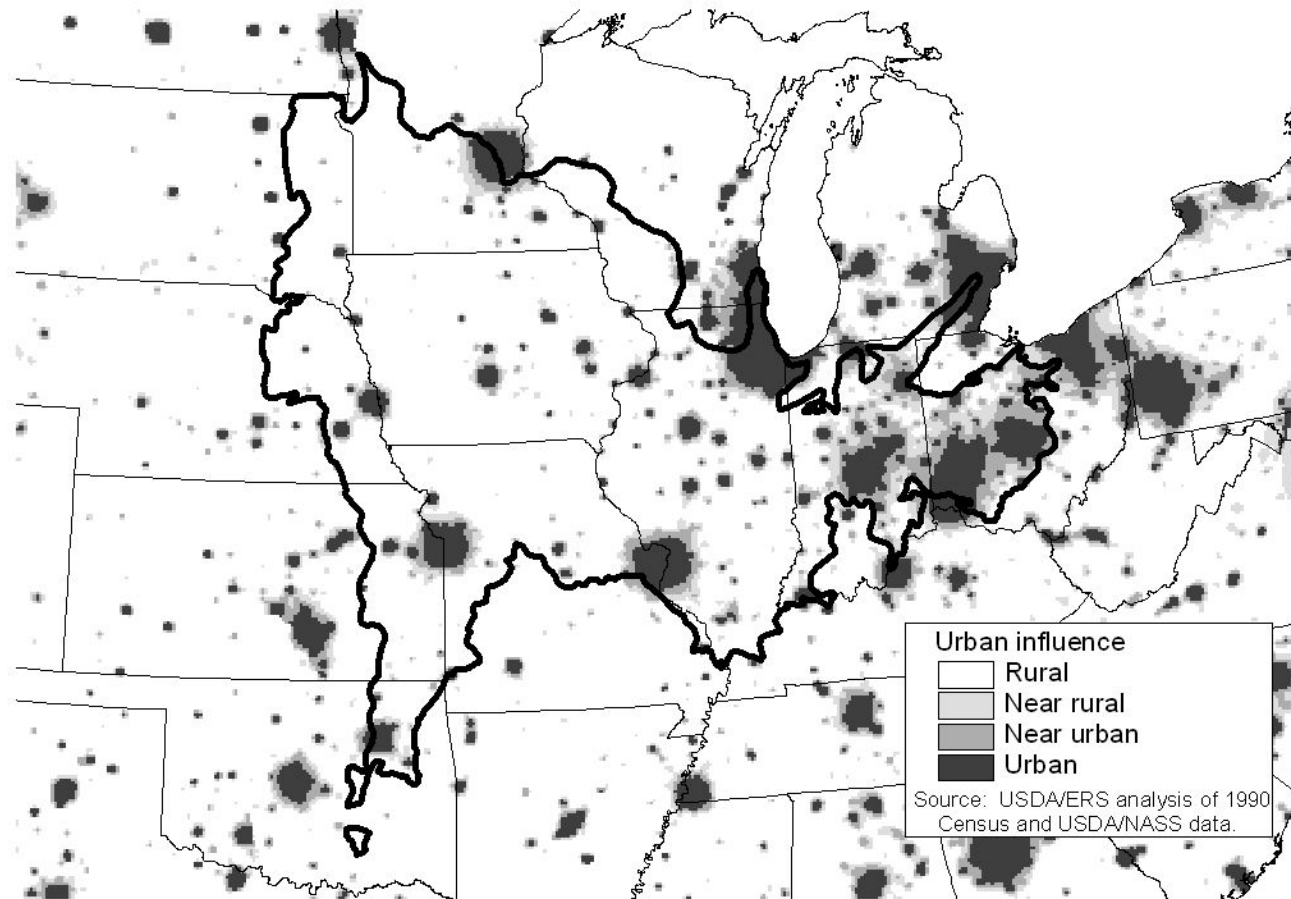 Urban influence
Rural
Near rural
Near urban
Urban
Source: USDA/ERS analysis of 1990
Census and USDA/NASS data.